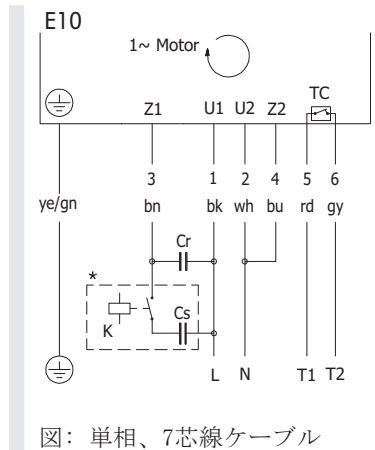 E10
1~ Motor
TC
Z1 U1 U2 Z2
3 1 2 4 5 6
ye/gn bn bk wh bu rd gy
Cr
*
K
Cs
L N T1 T2
図: 単相、7芯線ケーブル